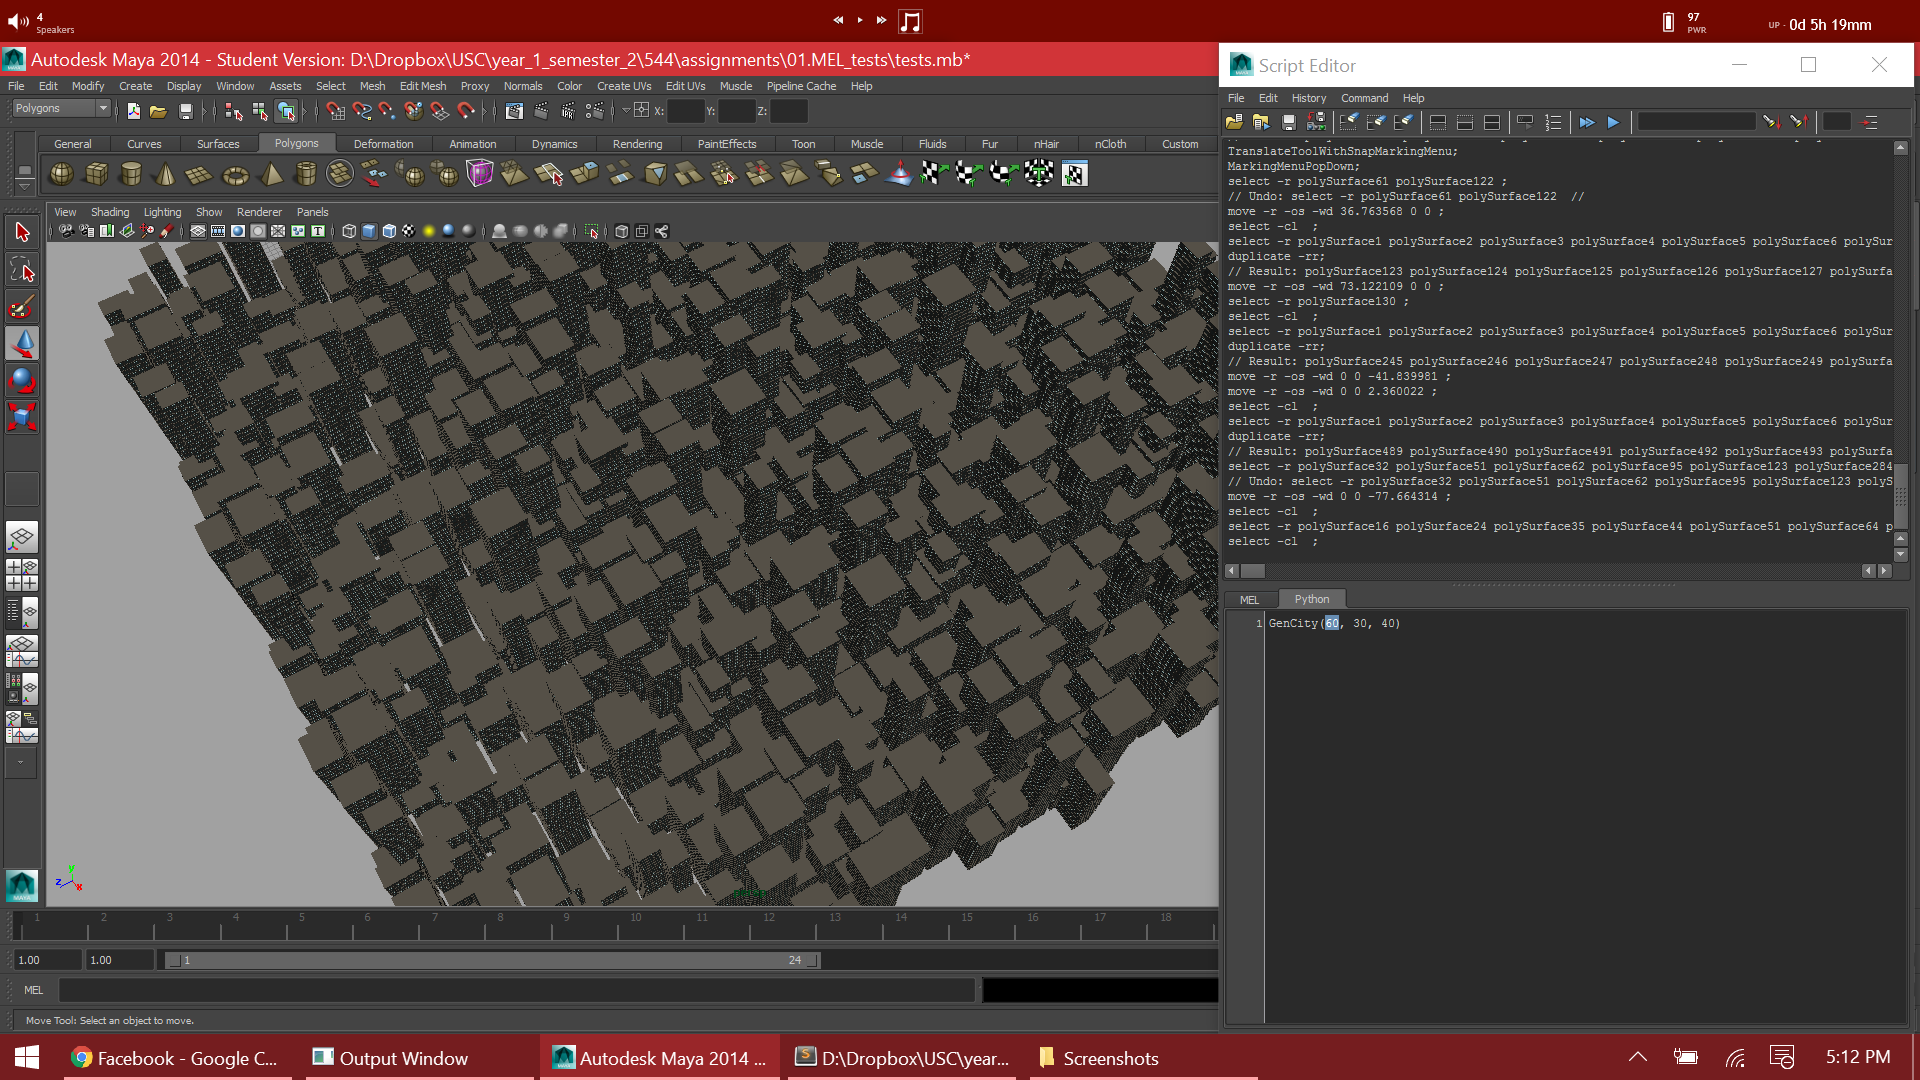 4
Speakers
97
PWR
UP - 0d 5h 19mm
Autodesk Maya 2014 - Student Version: D:\Dropbox\USC\year_1_semester_2\544\assignments\01.MEL_tests\tests.mb*
File Edit Modify Create Display Window Assets Select Mesh Edit Mesh Proxy Normals Color Create UVs Edit UVs Muscle Pipeline Cache Help
Polygons
X: Y: Z:
General Curves Surfaces Polygons Deformation Animation Dynamics Rendering PaintEffects Toon Muscle Fluids Fur nHair nCloth Custom
View Shading Lighting Show Renderer Panels
1 2 3 4 5 6 7 8 9 10 11 12 13 14 15 16 17 18
1.00 1.00 1 24
MEL
Move Tool: Select an object to move.
Script Editor
File Edit History Command Help
TranslateToolWithSnapMarkingMenu;
MarkingMenuPopDown;
select -r polySurface61 polySurface122 ;
// Undo: select -r polySurface61 polySurface122 //
move -r -os -wd 36.763568 0 0 ;
select -cl ;
select -r polySurface1 polySurface2 polySurface3 polySurface4 polySurface5 polySurface6 polySur
duplicate -rr;
// Result: polySurface123 polySurface124 polySurface125 polySurface126 polySurface127 polySurfa
move -r -os -wd 73.122109 0 0 ;
select -r polySurface130 ;
select -cl ;
select -r polySurface1 polySurface2 polySurface3 polySurface4 polySurface5 polySurface6 polySur
duplicate -rr;
// Result: polySurface245 polySurface246 polySurface247 polySurface248 polySurface249 polySurfa
move -r -os -wd 0 0 -41.839981 ;
move -r -os -wd 0 0 2.360022 ;
select -cl ;
select -r polySurface1 polySurface2 polySurface3 polySurface4 polySurface5 polySurface6 polySur
duplicate -rr;
// Result: polySurface489 polySurface490 polySurface491 polySurface492 polySurface493 polySurfa
select -r polySurface32 polySurface51 polySurface62 polySurface95 polySurface123 polySurface284
// Undo: select -r polySurface32 polySurface51 polySurface62 polySurface95 polySurface123 polyS
move -r -os -wd 0 0 -77.664314 ;
select -cl ;
select -r polySurface16 polySurface24 polySurface35 polySurface44 polySurface51 polySurface64 p
select -cl ;
MEL Python
1 GenCity(60, 30, 40)
Facebook - Google C... Output Window Autodesk Maya 2014 ... D:\Dropbox\USC\year... Screenshots 5:12 PM